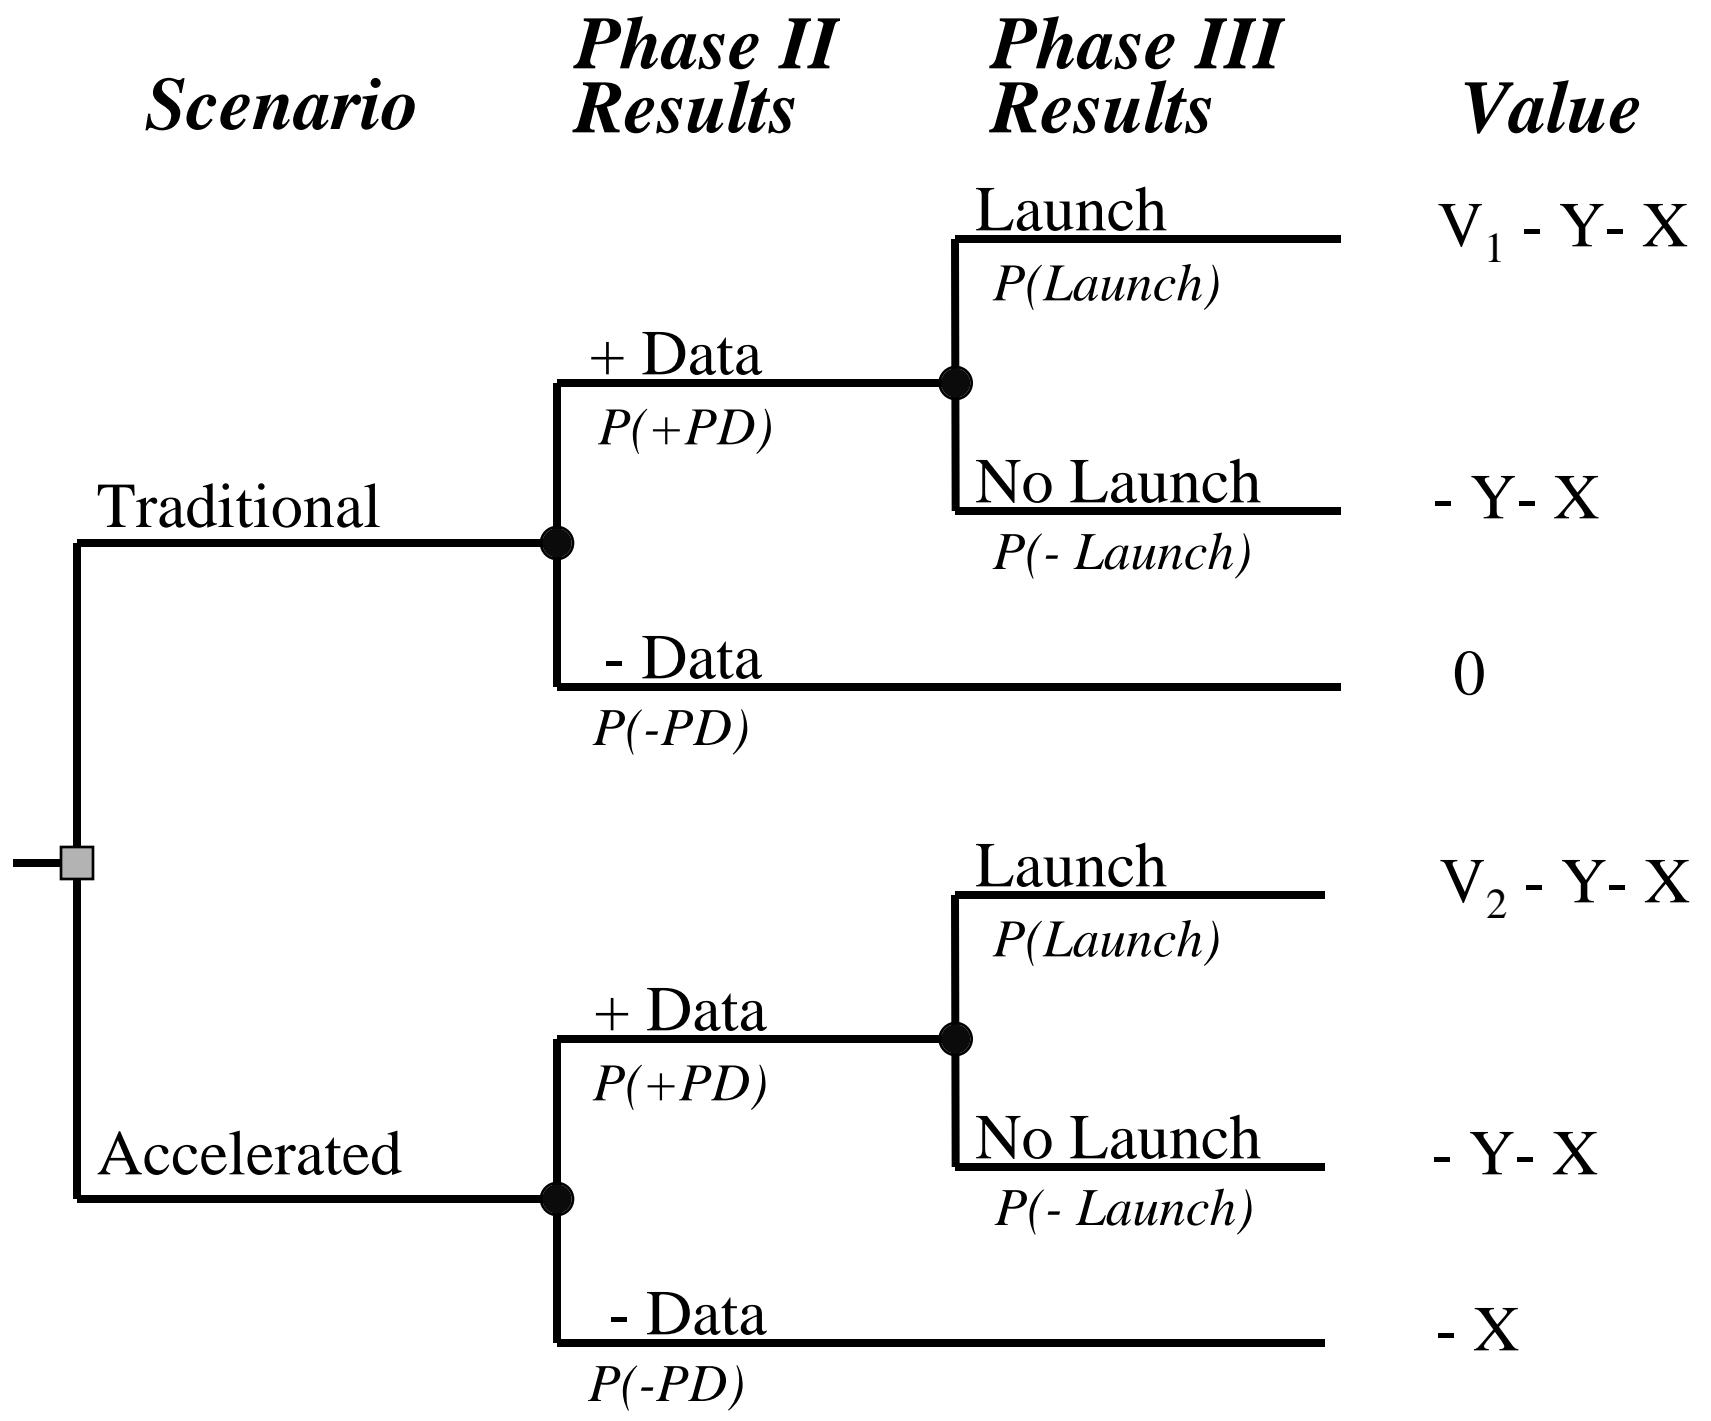 Scenario
Phase II
Results
Phase III
Results
Value
Launch
V₁ - Y- X
P(Launch)
+ Data
P(+PD)
No Launch
- Y- X
P(- Launch)
Traditional
- Data
0
P(-PD)
Launch
V₂ - Y- X
P(Launch)
+ Data
P(+PD)
No Launch
- Y- X
P(- Launch)
Accelerated
- Data
- X
P(-PD)